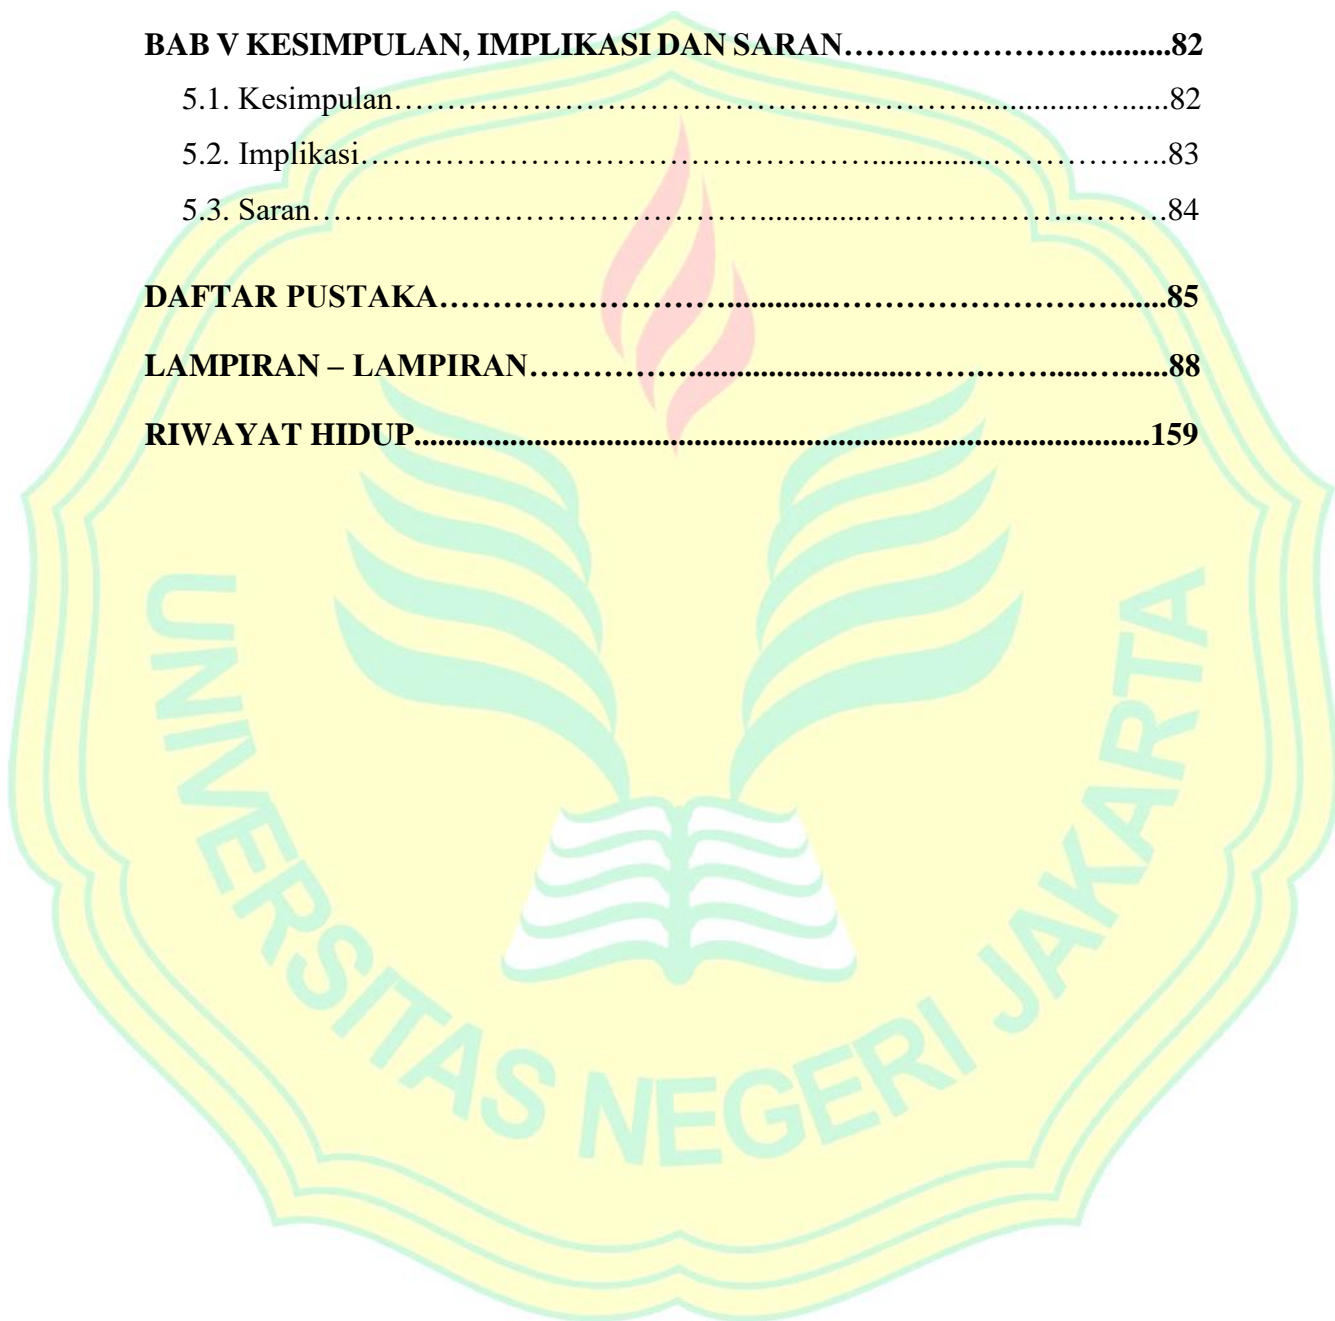 BAB V KESIMPULAN, IMPLIKASI DAN SARAN…………………….........82
5.1. Kesimpulan………………………………………………...............…......82
5.2. Implikasi…………………………………………..............……………..83
5.3. Saran……………………………………..............……………………….84
DAFTAR PUSTAKA………………………............………………………......85
LAMPIRAN – LAMPIRAN……………...........................…….……....…......88
RIWAYAT HIDUP.............................................................................................159
UNIVERSITAS NEGERI JAKARTA